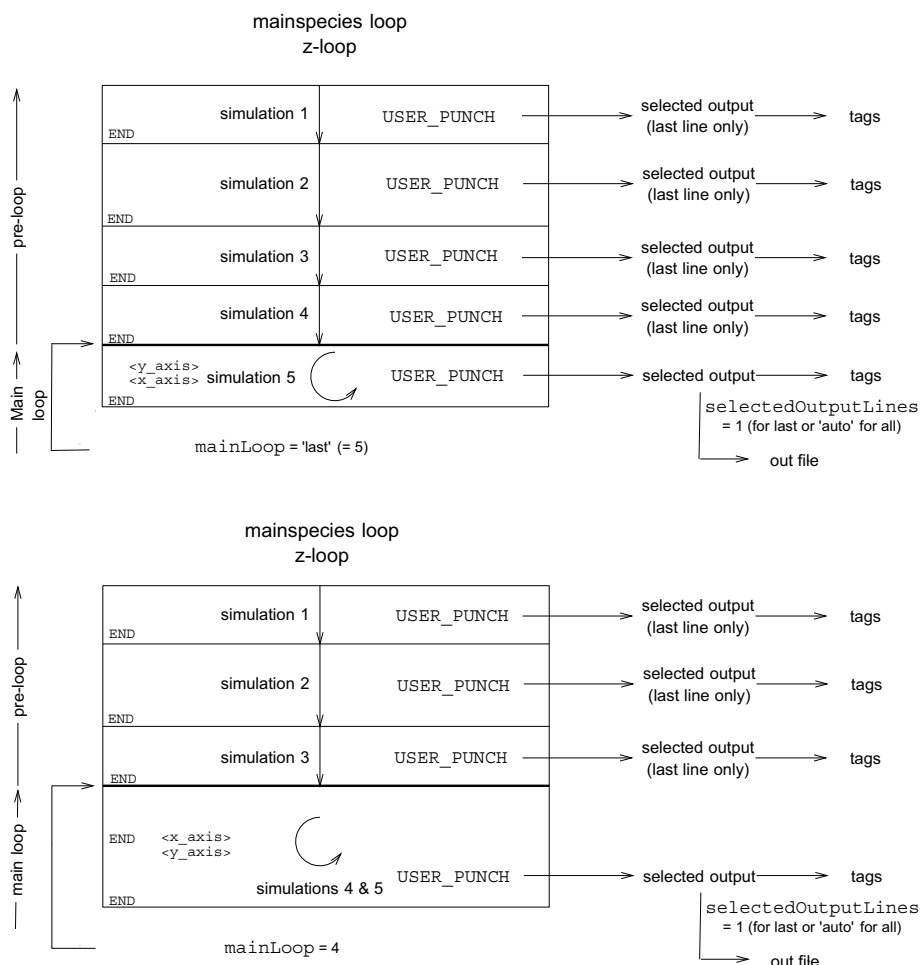 mainspecies loop
z-loop
pre-loop
simulation 1
USER_PUNCH
selected output
(last line only)
tags
END
simulation 2
USER_PUNCH
selected output
(last line only)
tags
END
simulation 3
USER_PUNCH
selected output
(last line only)
tags
END
simulation 4
USER_PUNCH
selected output
(last line only)
tags
END
Main
loop
<y_axis>
<x_axis>
simulation 5
USER_PUNCH
selected output
tags
END
selectedOutputLines
= 1 (for last or 'auto' for all)
out file
mainLoop = 'last' (= 5)
mainspecies loop
z-loop
pre-loop
simulation 1
USER_PUNCH
selected output
(last line only)
tags
END
simulation 2
USER_PUNCH
selected output
(last line only)
tags
END
simulation 3
USER_PUNCH
selected output
(last line only)
tags
END
main loop
END
<x_axis>
<y_axis>
simulations 4 & 5
USER_PUNCH
selected output
tags
END
selectedOutputLines
= 1 (for last or 'auto' for all)
out file
mainLoop = 4